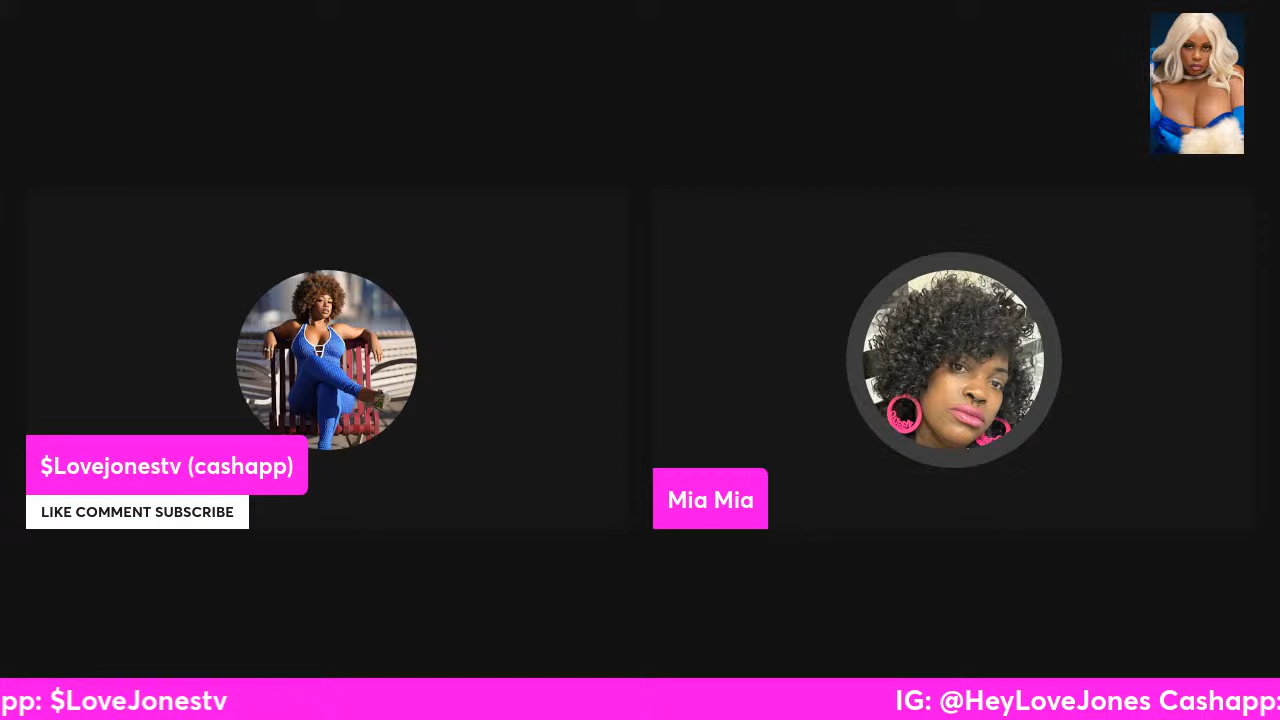 $Lovejonestv (cashapp)
LIKE COMMENT SUBSCRIBE
Mia Mia
pp: $LoveJonestv IG: @HeyLoveJones Cashapp: